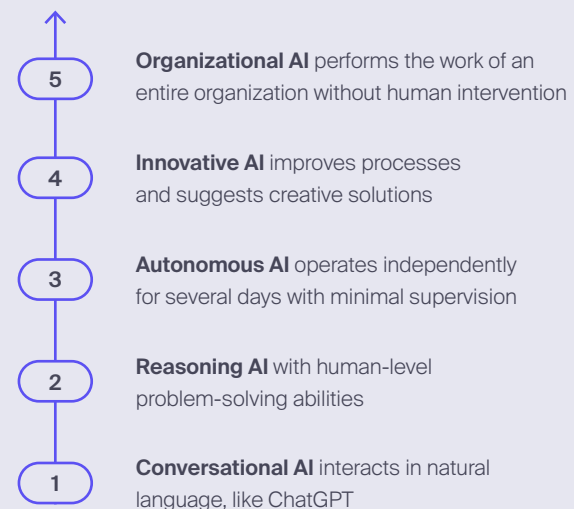 5
Organizational AI performs the work of an
entire organization without human intervention
4
Innovative AI improves processes
and suggests creative solutions
3
Autonomous AI operates independently
for several days with minimal supervision
2
Reasoning AI with human-level
problem-solving abilities
1
Conversational AI interacts in natural
language, like ChatGPT